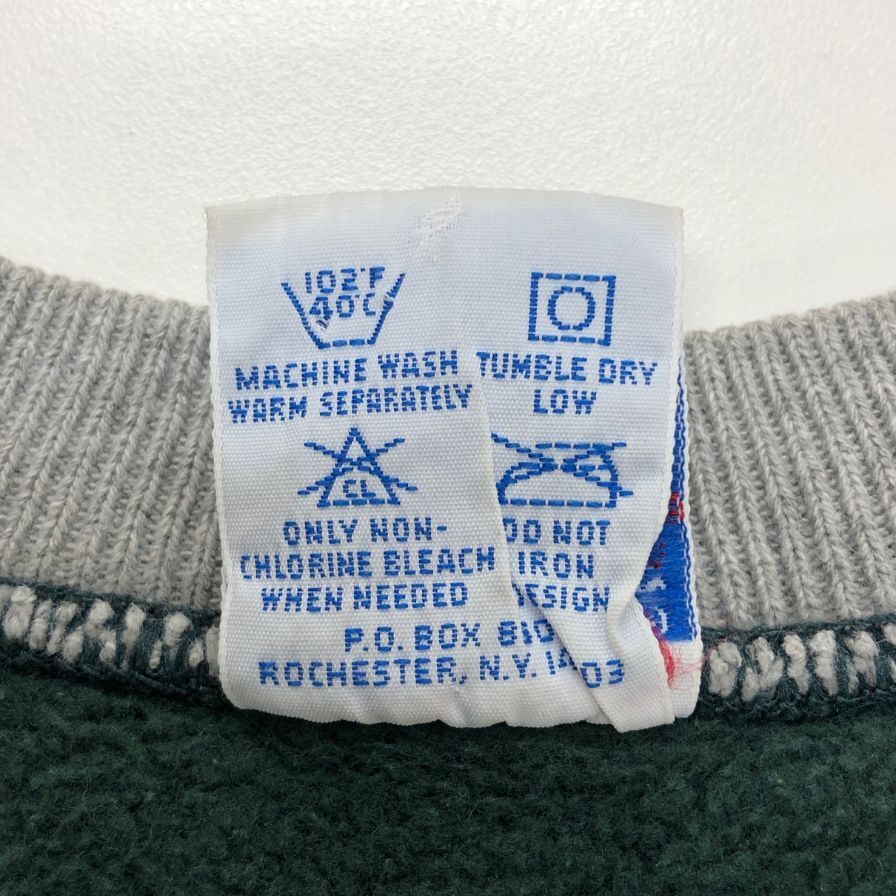 102°F
40°C
MACHINE WASH
WARM SEPARATELY
TUMBLE DRY
LOW
CL
ONLY NON-
CHLORINE BLEACH
WHEN NEEDED
DO NOT
IRON
P.O. BOX
ROCHESTER, N.Y.